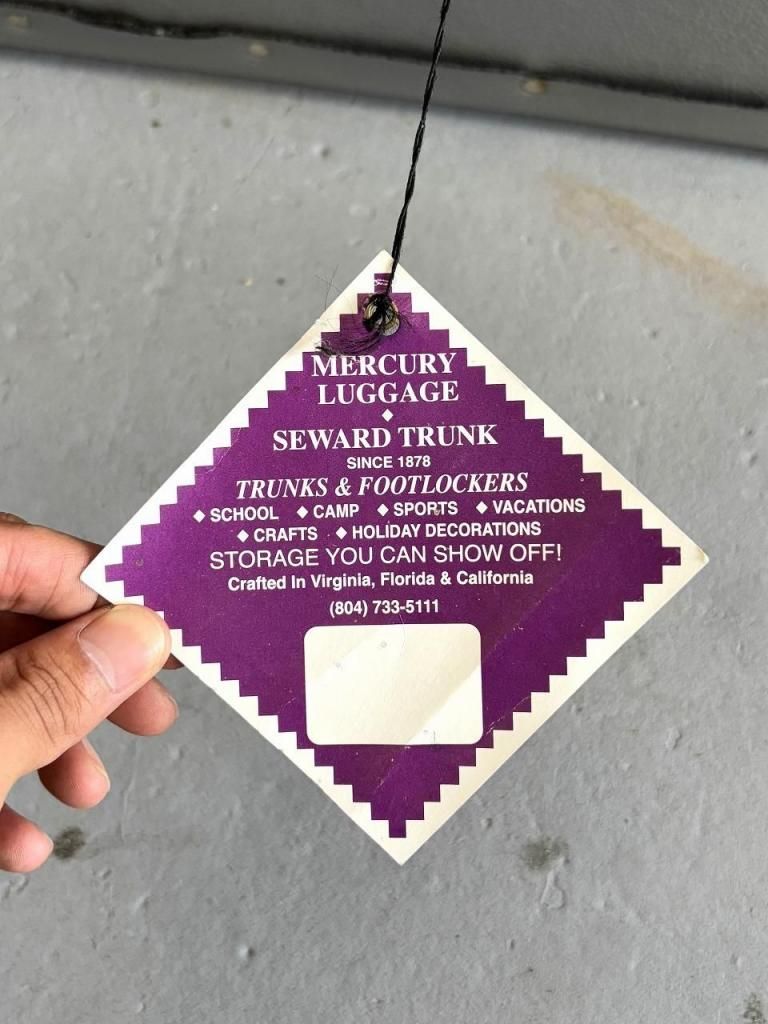 MERCURY
LUGGAGE
◆
SEWARD TRUNK
SINCE 1878
TRUNKS & FOOTLOCKERS
◆ SCHOOL ◆ CAMP ◆ SPORTS ◆ VACATIONS
◆ CRAFTS ◆ HOLIDAY DECORATIONS
STORAGE YOU CAN SHOW OFF!
Crafted In Virginia, Florida & California
(804) 733-5111